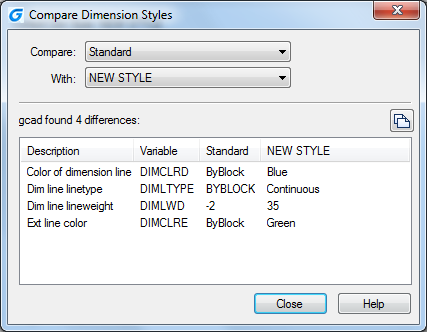 Compare Dimension Styles
Compare: Standard
With: NEW STYLE
gcad found 4 differences:
Description Variable Standard NEW STYLE
Color of dimension line DIMCLRD ByBlock Blue
Dim line linetype DIMLTYPE BYBLOCK Continuous
Dim line lineweight DIMLWD -2 35
Ext line color DIMCLRE ByBlock Green
Close Help